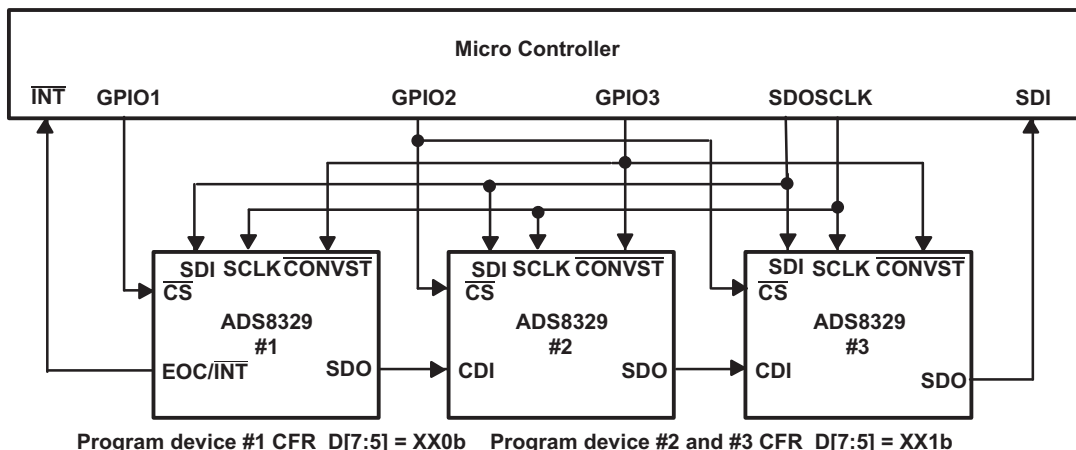 Micro Controller
INT GPIO1 GPIO2 GPIO3 SDO SCLK SDI
SDI SCLK CONVST SDI SCLK CONVST SDI SCLK CONVST
CS CS CS
ADS8329 ADS8329 ADS8329
#1 #2 #3
EOC/INT SDO CDI SDO CDI SDO
Program device #1 CFR_D[7:5] = XX0b Program device #2 and #3 CFR_D[7:5] = XX1b